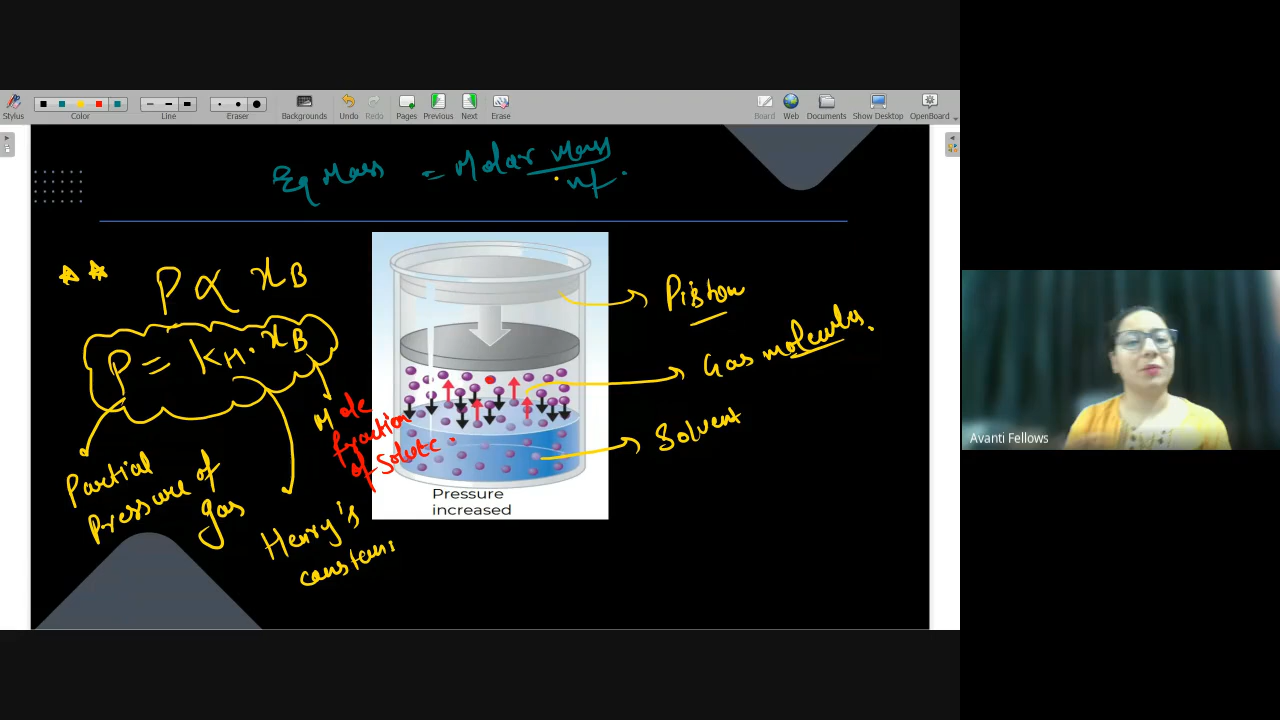 Stylus
Color
Line
Eraser
Backgrounds
Undo
Redo
Pages
Previous
Next
Erase
Board
Web
Documents
Show Desktop
OpenBoard
Eq Mass = Molar mass
nf
P ∝ xB
P = KH . xB
Partial
Pressure of
gas
Henry's
Mole
fraction
of Solute
Piston
Gas molecules
Solvent
Pressure
increased
Avanti Fellows